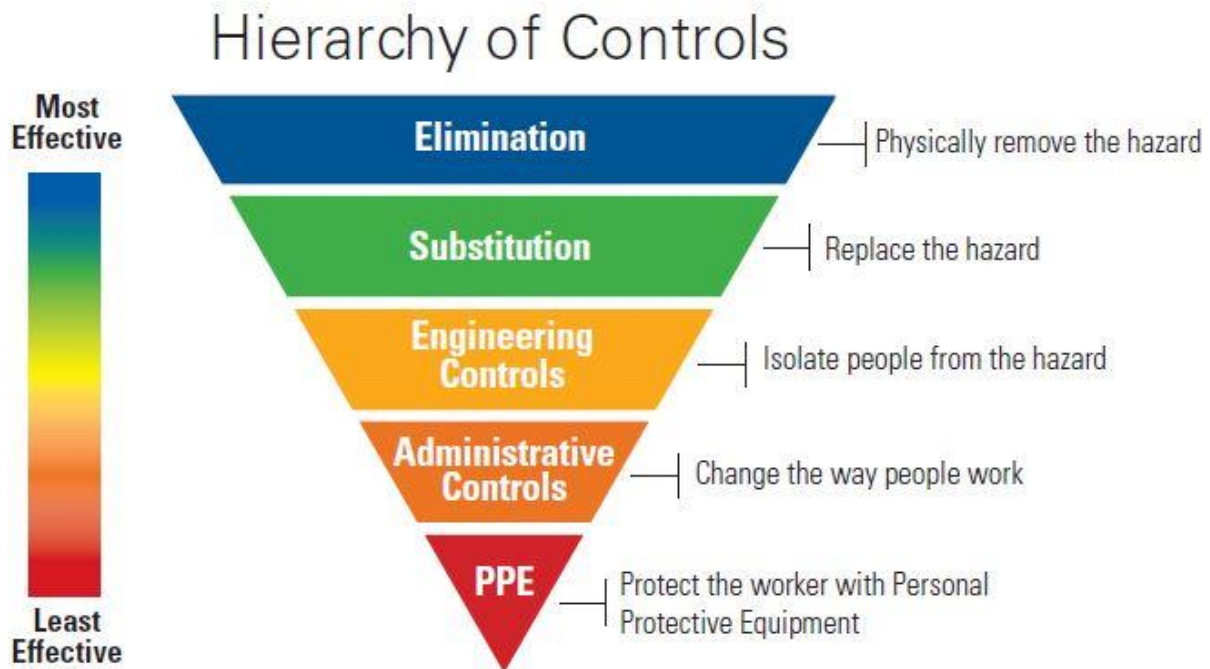 Hierarchy of Controls
Most
Effective
Elimination
Physically remove the hazard
Substitution
Replace the hazard
Engineering
Controls
Isolate people from the hazard
Administrative
Controls
Change the way people work
PPE
Protect the worker with Personal
Protective Equipment
Least
Effective